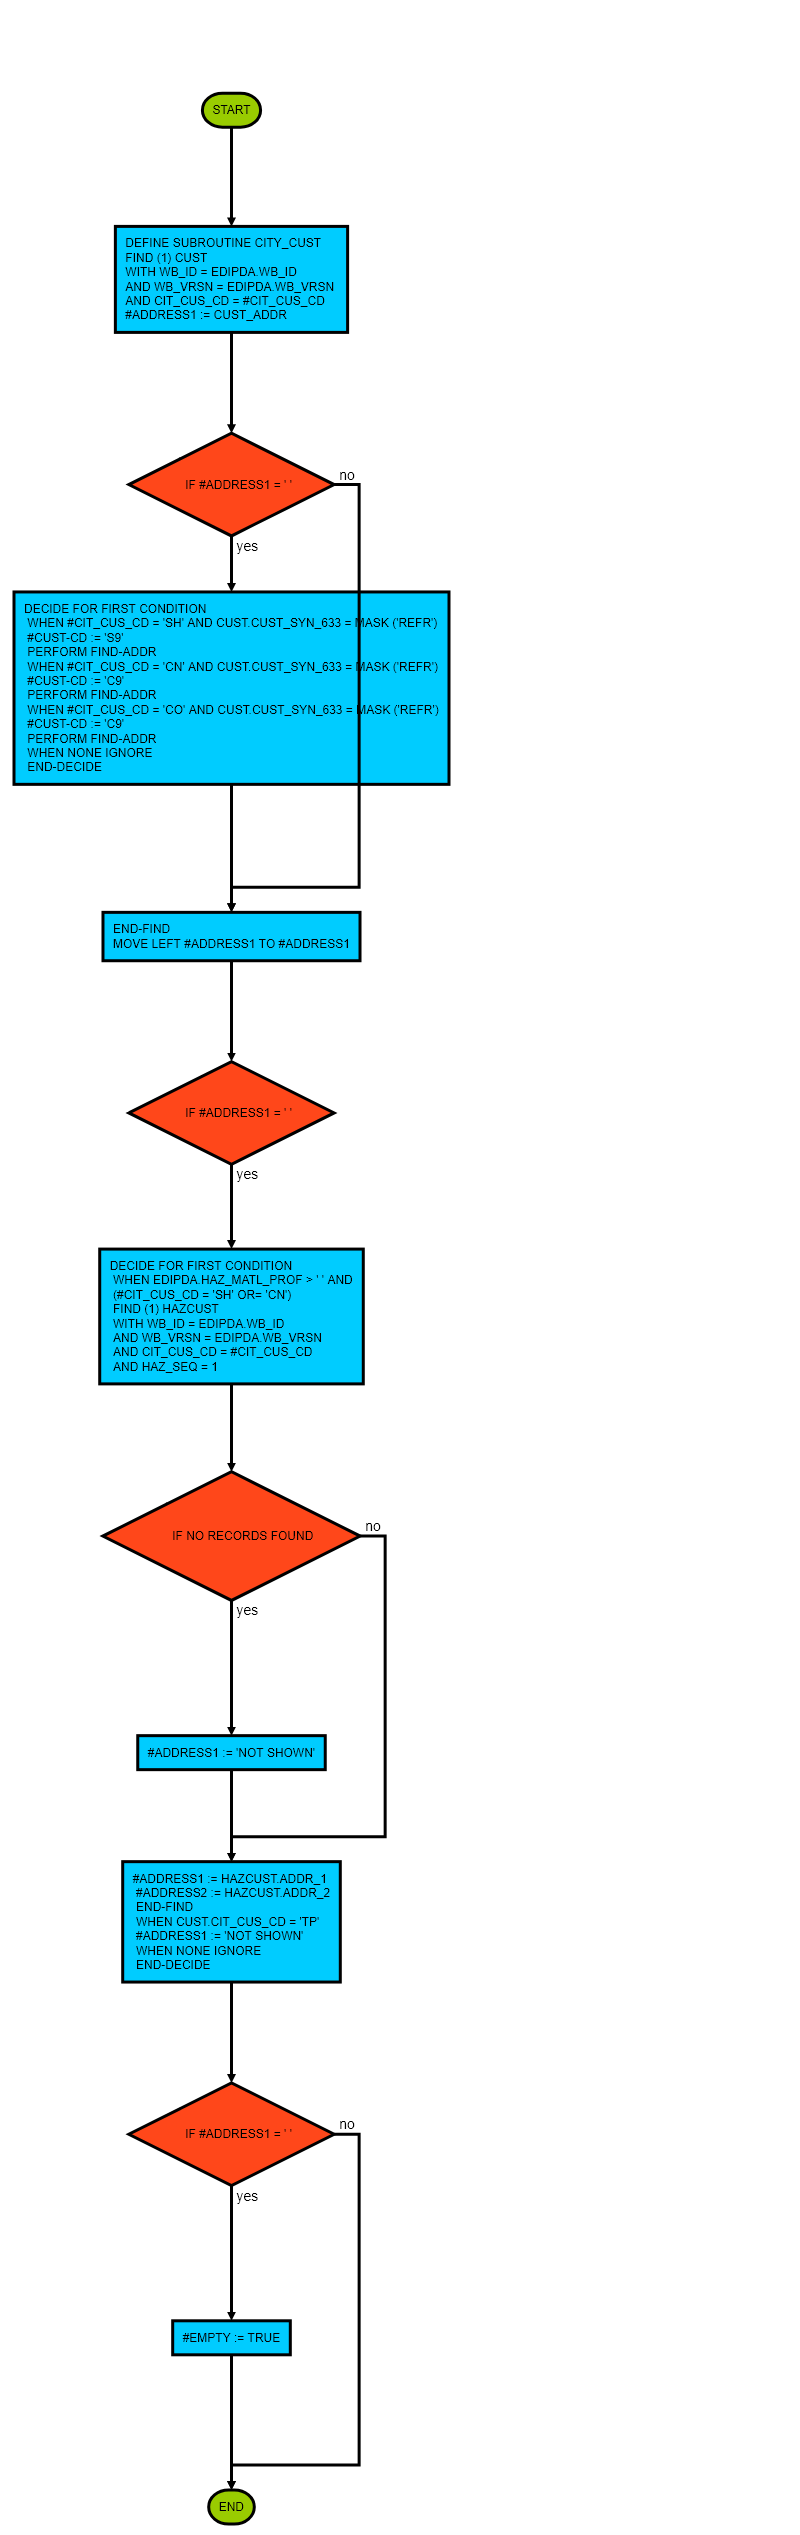 START
DEFINE SUBROUTINE CITY_CUST
FIND (1) CUST
WITH WB_ID = EDIPDA.WB_ID
AND WB_VRSN = EDIPDA.WB_VRSN
AND CIT_CUS_CD = #CIT_CUS_CD
#ADDRESS1 := CUST_ADDR
IF #ADDRESS1 = ' '
no
yes
DECIDE FOR FIRST CONDITION
WHEN #CIT_CUS_CD = 'SH' AND CUST.CUST_SYN_633 = MASK ('REFR')
#CUST-CD := 'S9'
PERFORM FIND-ADDR
WHEN #CIT_CUS_CD = 'CN' AND CUST.CUST_SYN_633 = MASK ('REFR')
#CUST-CD := 'C9'
PERFORM FIND-ADDR
WHEN #CIT_CUS_CD = 'CO' AND CUST.CUST_SYN_633 = MASK ('REFR')
#CUST-CD := 'C9'
PERFORM FIND-ADDR
WHEN NONE IGNORE
END-DECIDE
END-FIND
MOVE LEFT #ADDRESS1 TO #ADDRESS1
IF #ADDRESS1 = ' '
yes
DECIDE FOR FIRST CONDITION
WHEN EDIPDA.HAZ_MATL_PROF > ' ' AND
(#CIT_CUS_CD = 'SH' OR= 'CN')
FIND (1) HAZCUST
WITH WB_ID = EDIPDA.WB_ID
AND WB_VRSN = EDIPDA.WB_VRSN
AND CIT_CUS_CD = #CIT_CUS_CD
AND HAZ_SEQ = 1
IF NO RECORDS FOUND
no
yes
#ADDRESS1 := 'NOT SHOWN'
#ADDRESS1 := HAZCUST.ADDR_1
#ADDRESS2 := HAZCUST.ADDR_2
END-FIND
WHEN CUST.CIT_CUS_CD = 'TP'
#ADDRESS1 := 'NOT SHOWN'
WHEN NONE IGNORE
END-DECIDE
IF #ADDRESS1 = ' '
no
yes
#EMPTY := TRUE
END